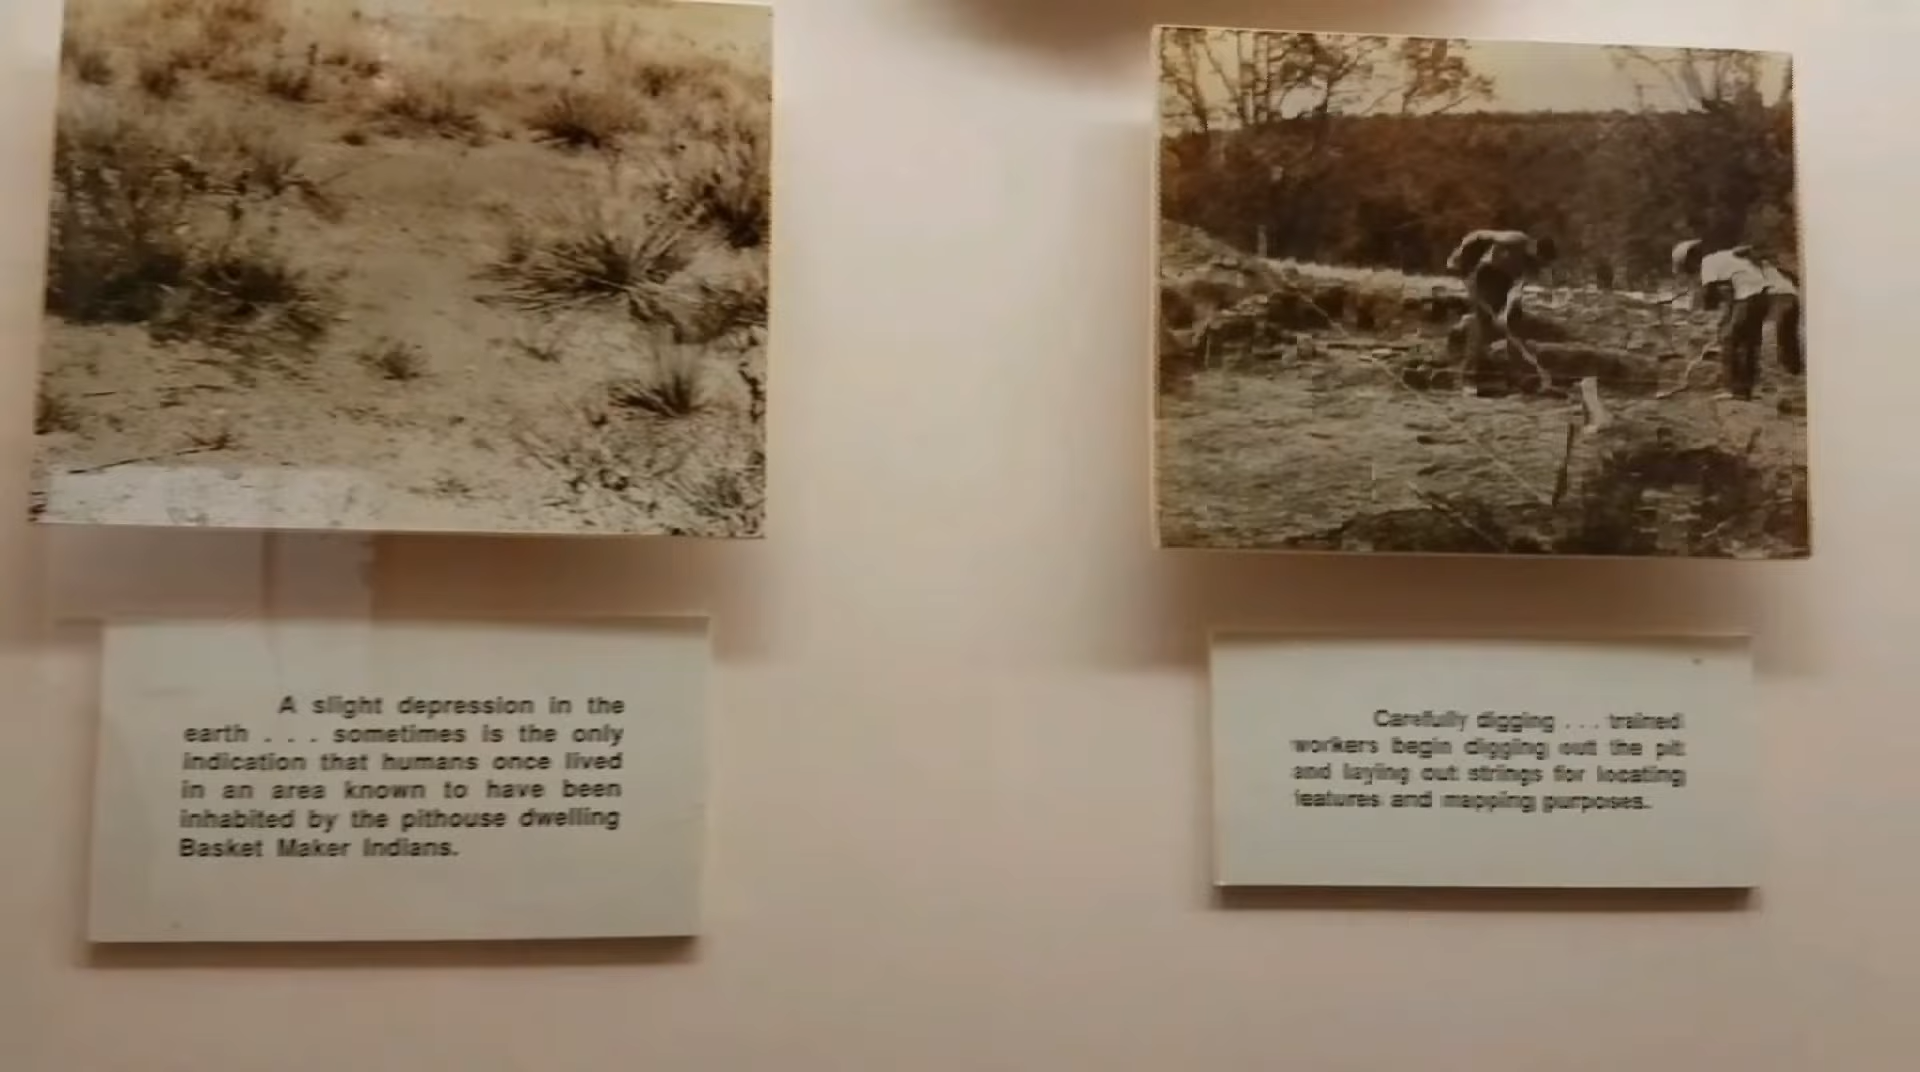 A slight depression in the
earth . . . sometimes is the only
indication that humans once lived
in an area known to have been
inhabited by the pithouse dwelling
Basket Maker Indians.
Carefully digging . . . trained
workers begin digging out the pit
and laying out strings for locating
features and mapping purposes.